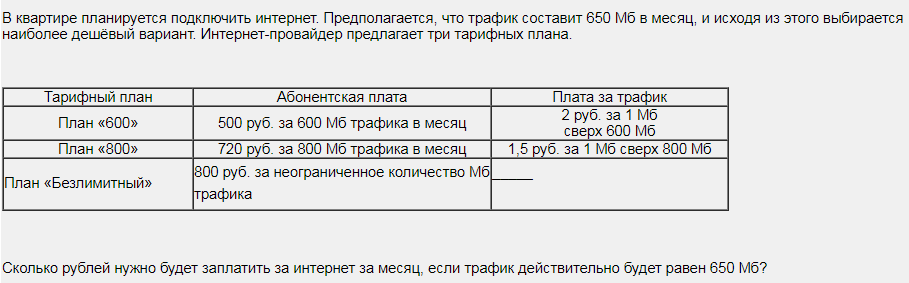 В квартире планируется подключить интернет. Предполагается, что трафик составит 650 Мб в месяц, и исходя из этого выбирается
наиболее дешёвый вариант. Интернет-провайдер предлагает три тарифных плана.
Тарифный план Абонентская плата Плата за трафик
План «600» 500 руб. за 600 Мб трафика в месяц 2 руб. за 1 Мб
сверх 600 Мб
План «800» 720 руб. за 800 Мб трафика в месяц 1,5 руб. за 1 Мб сверх 800 Мб
План «Безлимитный» 800 руб. за неограниченное количество Мб _____
трафика
Сколько рублей нужно будет заплатить за интернет за месяц, если трафик действительно будет равен 650 Мб?